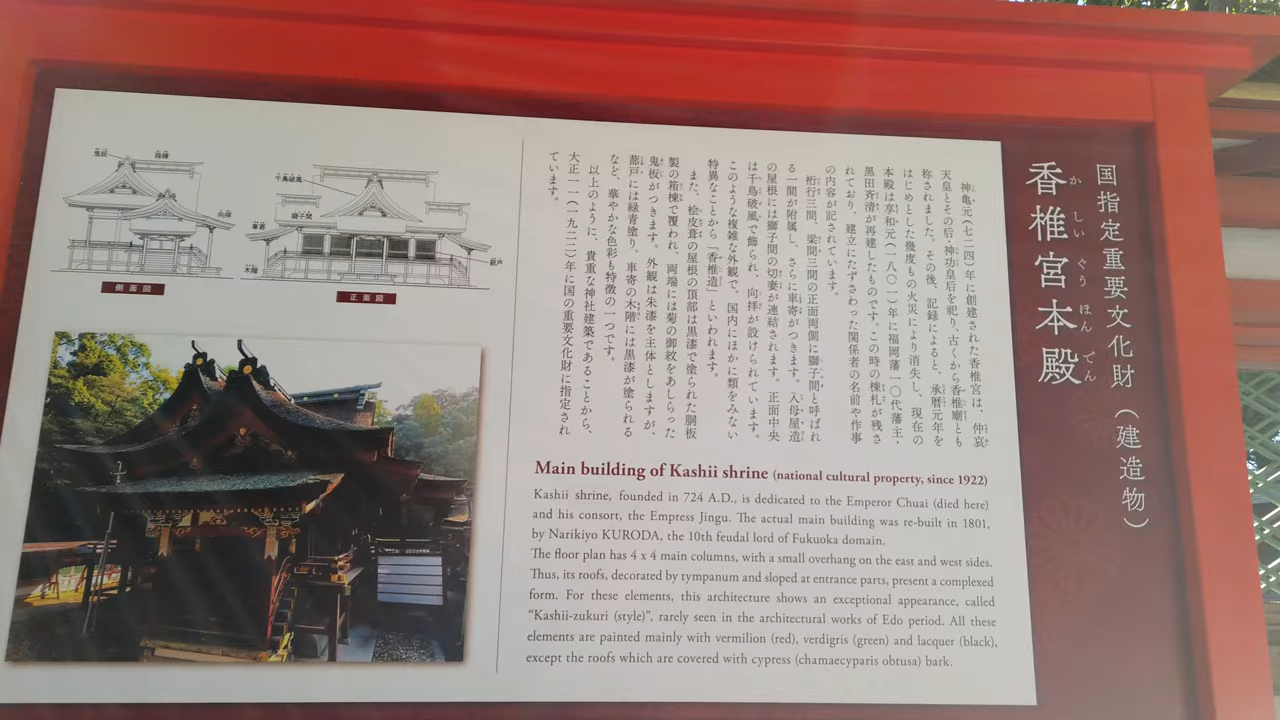 国指定重要文化財（建造物）
香椎宮本殿
か しい ぐう ほん でん
神亀元（七二四）年に創建された香椎宮は、仲哀
天皇とその后・神功皇后を祀り、古くから香椎廟とも
称されました。その後、記録によると、承暦元年を
はじめとした幾度もの火災により消失し、現在の
本殿は享和元（一八〇一）年に福岡藩一〇代藩主・
黒田斉清が再建したものです。この時の棟札が残さ
れており、建立にたずさわった関係者の名前や作事
の内容が記されています。
桁行三間、梁間三間の正面両側に獅子間と呼ばれ
る一間が附属し、さらに車寄がつきます。入母屋造
の屋根には獅子間の切妻が連結されます。正面中央
は千鳥破風で飾られ、向拝が設けられています。
このような複雑な外観で、国内にほかに類をみない
特異なことから「香椎造」といわれます。
また、桧皮葺の屋根の頂部は黒漆で塗られた胴板
製の箱棟で覆われ、両端には菊の御紋をあしらった
鬼板がつきます。外観は朱漆を主体としますが、
蔀戸には緑青塗り、車寄の木階には黒漆が塗られる
など、華やかな色彩も特徴の一つです。
以上のように、貴重な神社建築であることから、
大正一一（一九二二）年に国の重要文化財に指定され
ています。
鬼板
箱棟
向拝
側面図
千鳥破風
獅子間
車寄
木階
蔀戸
正面図
Main building of Kashii shrine (national cultural property, since 1922)
Kashii shrine, founded in 724 A.D., is dedicated to the Emperor Chuai (died here)
and his consort, the Empress Jingu. The actual main building was re-built in 1801,
by Narikiyo KURODA, the 10th feudal lord of Fukuoka domain.
The floor plan has 4 x 4 main columns, with a small overhang on the east and west sides.
Thus, its roofs, decorated by tympanum and sloped at entrance parts, present a complexed
form. For these elements, this architecture shows an exceptional appearance, called
“Kashii-zukuri (style)”, rarely seen in the architectural works of Edo period. All these
elements are painted mainly with vermilion (red), verdigris (green) and lacquer (black),
except the roofs which are covered with cypress (chamaecyparis obtusa) bark.